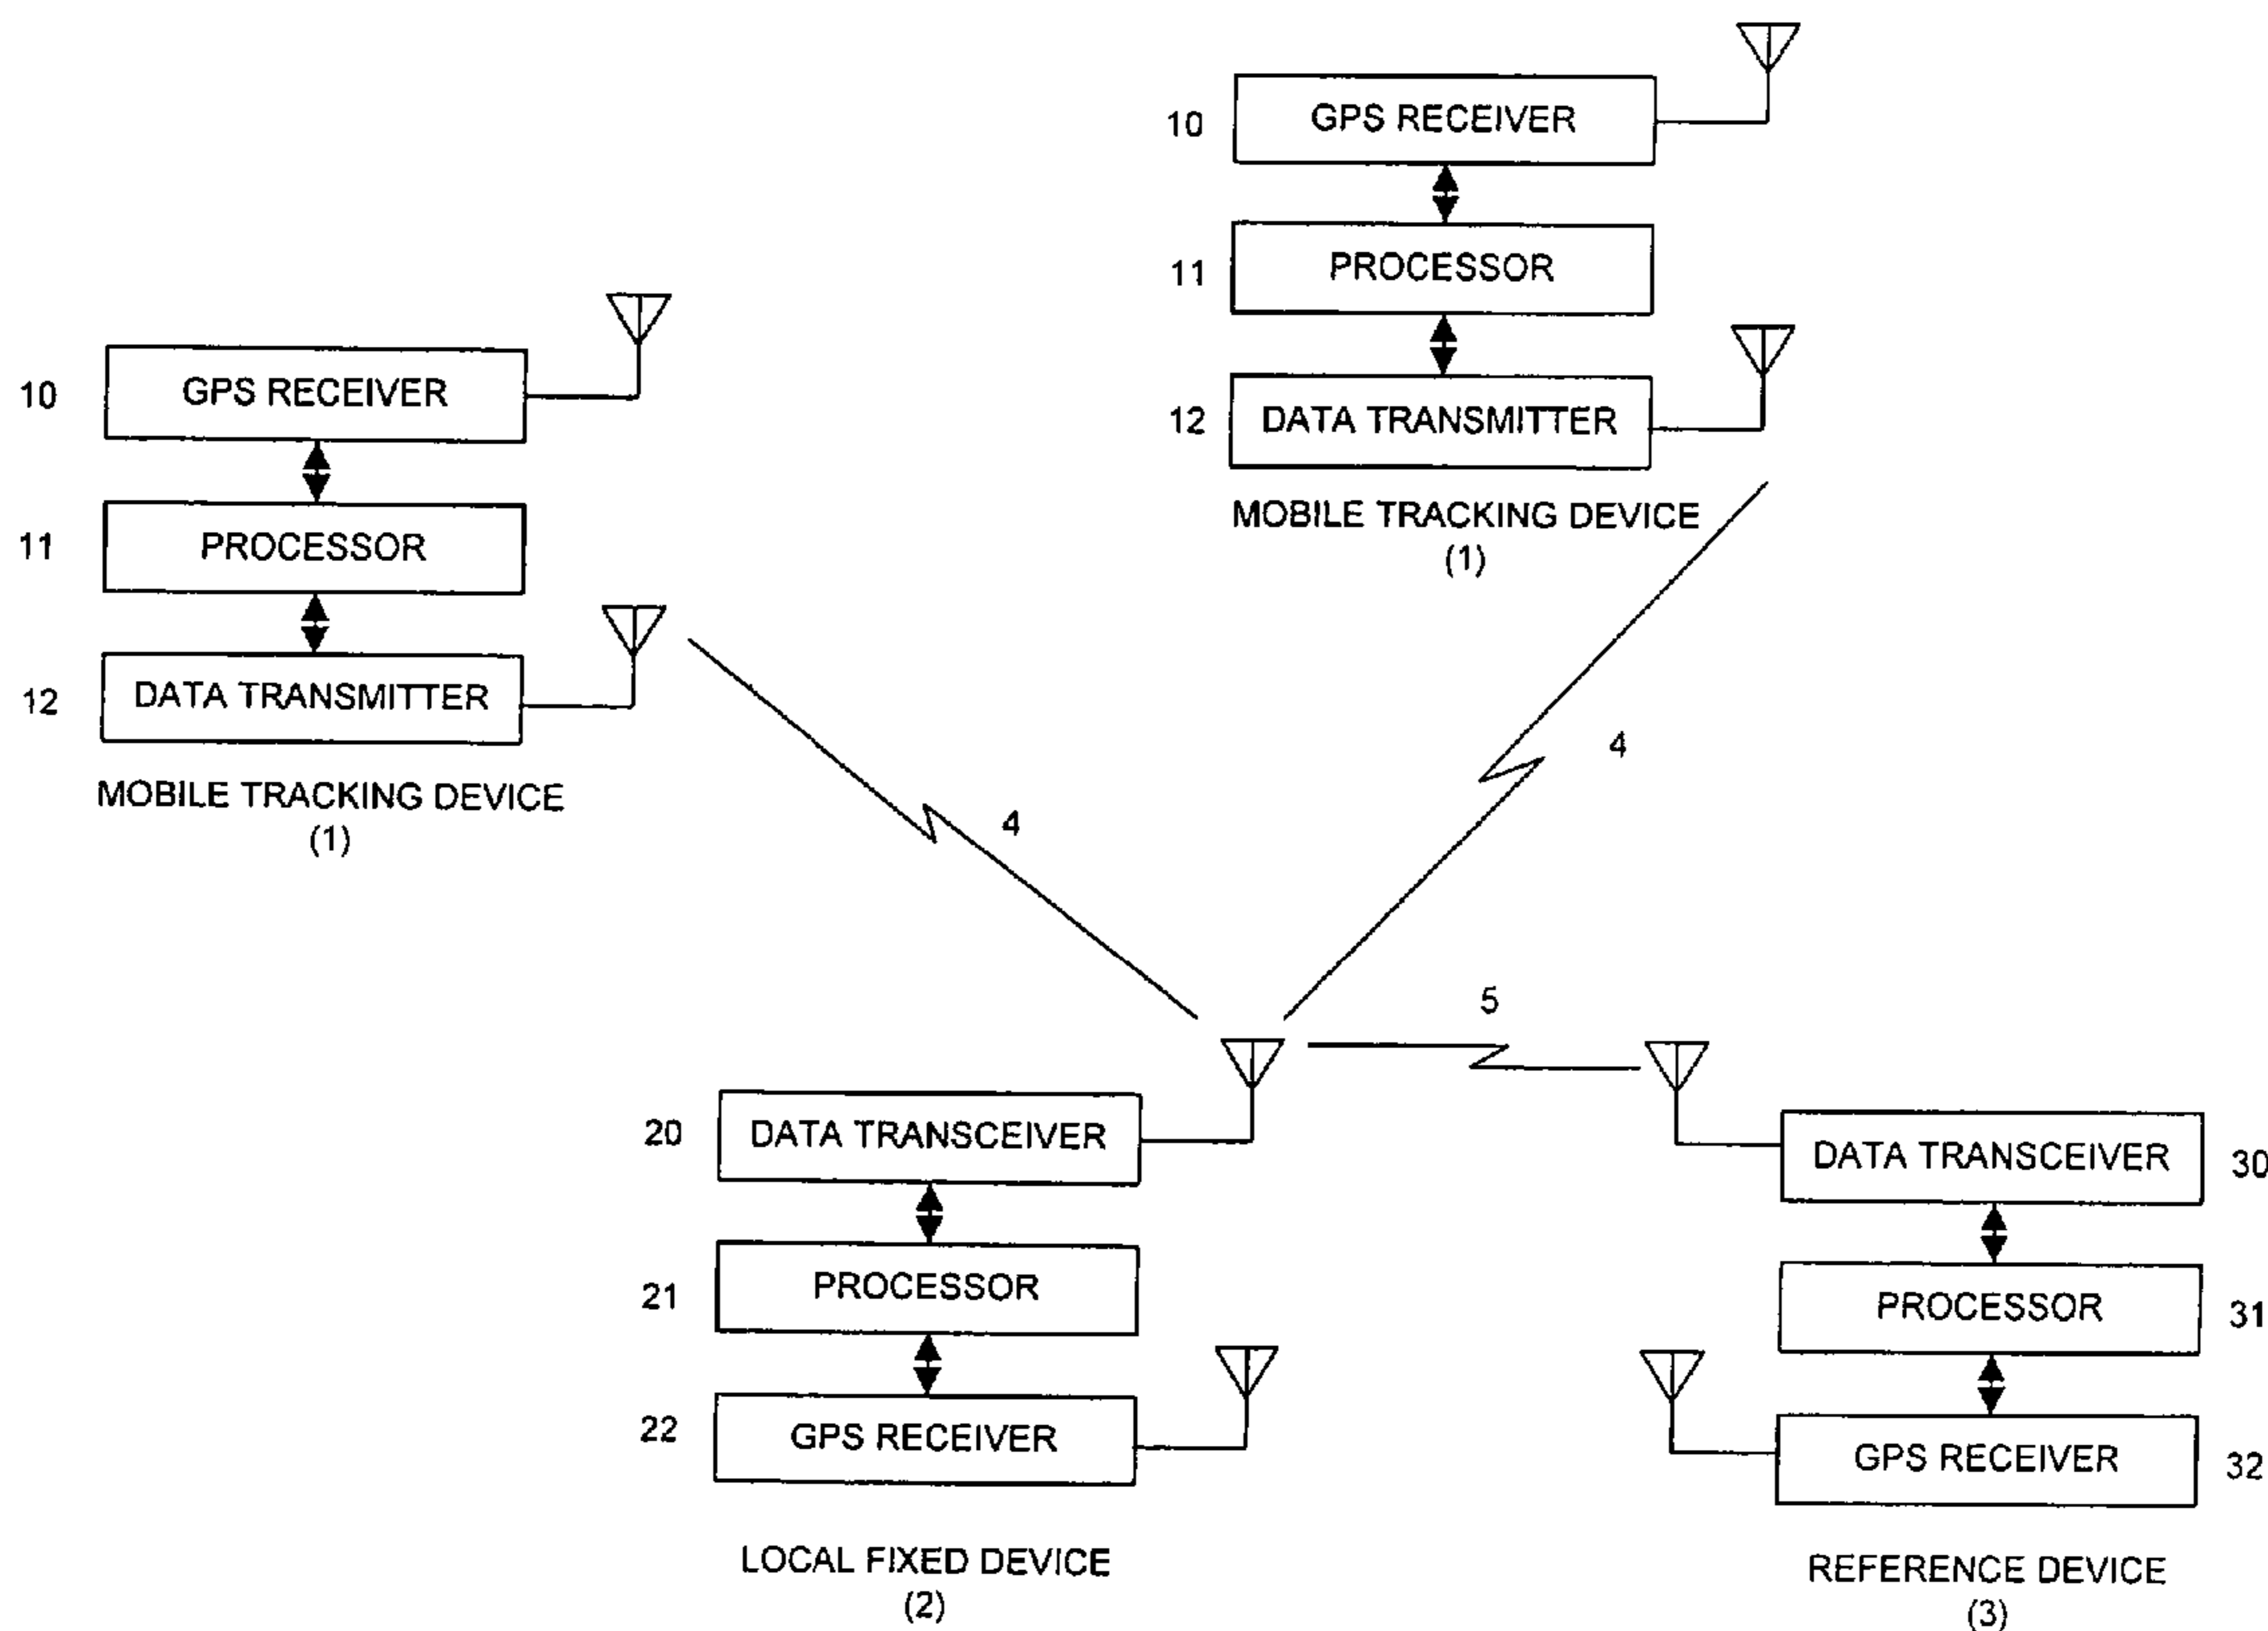 10
GPS RECEIVER
11
PROCESSOR
12
DATA TRANSMITTER
MOBILE TRACKING DEVICE
(1)
10
GPS RECEIVER
11
PROCESSOR
12
DATA TRANSMITTER
MOBILE TRACKING DEVICE
(1)
4
4
5
20
DATA TRANSCEIVER
21
PROCESSOR
22
GPS RECEIVER
LOCAL FIXED DEVICE
(2)
DATA TRANSCEIVER
30
PROCESSOR
31
GPS RECEIVER
32
REFERENCE DEVICE
(3)